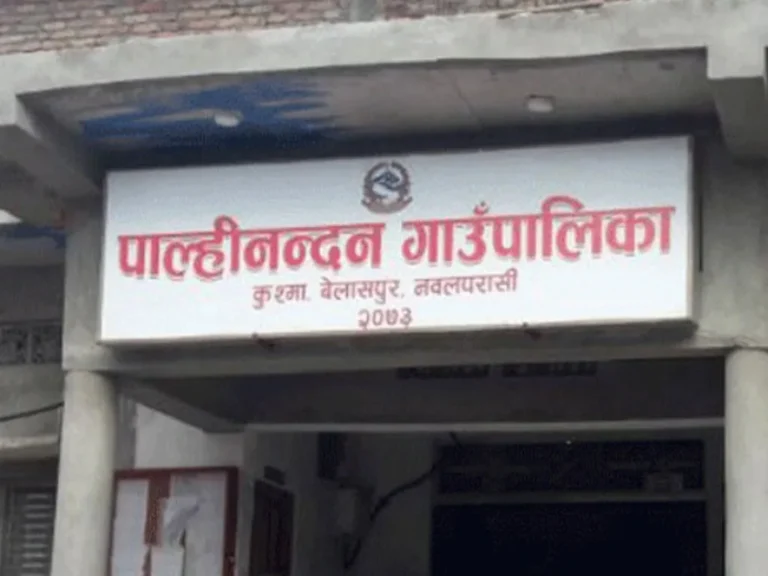 पाल्हीनन्दन गाउँपालिका
कुश्मा, बेलासपुर, नवलपरासी
२०७३